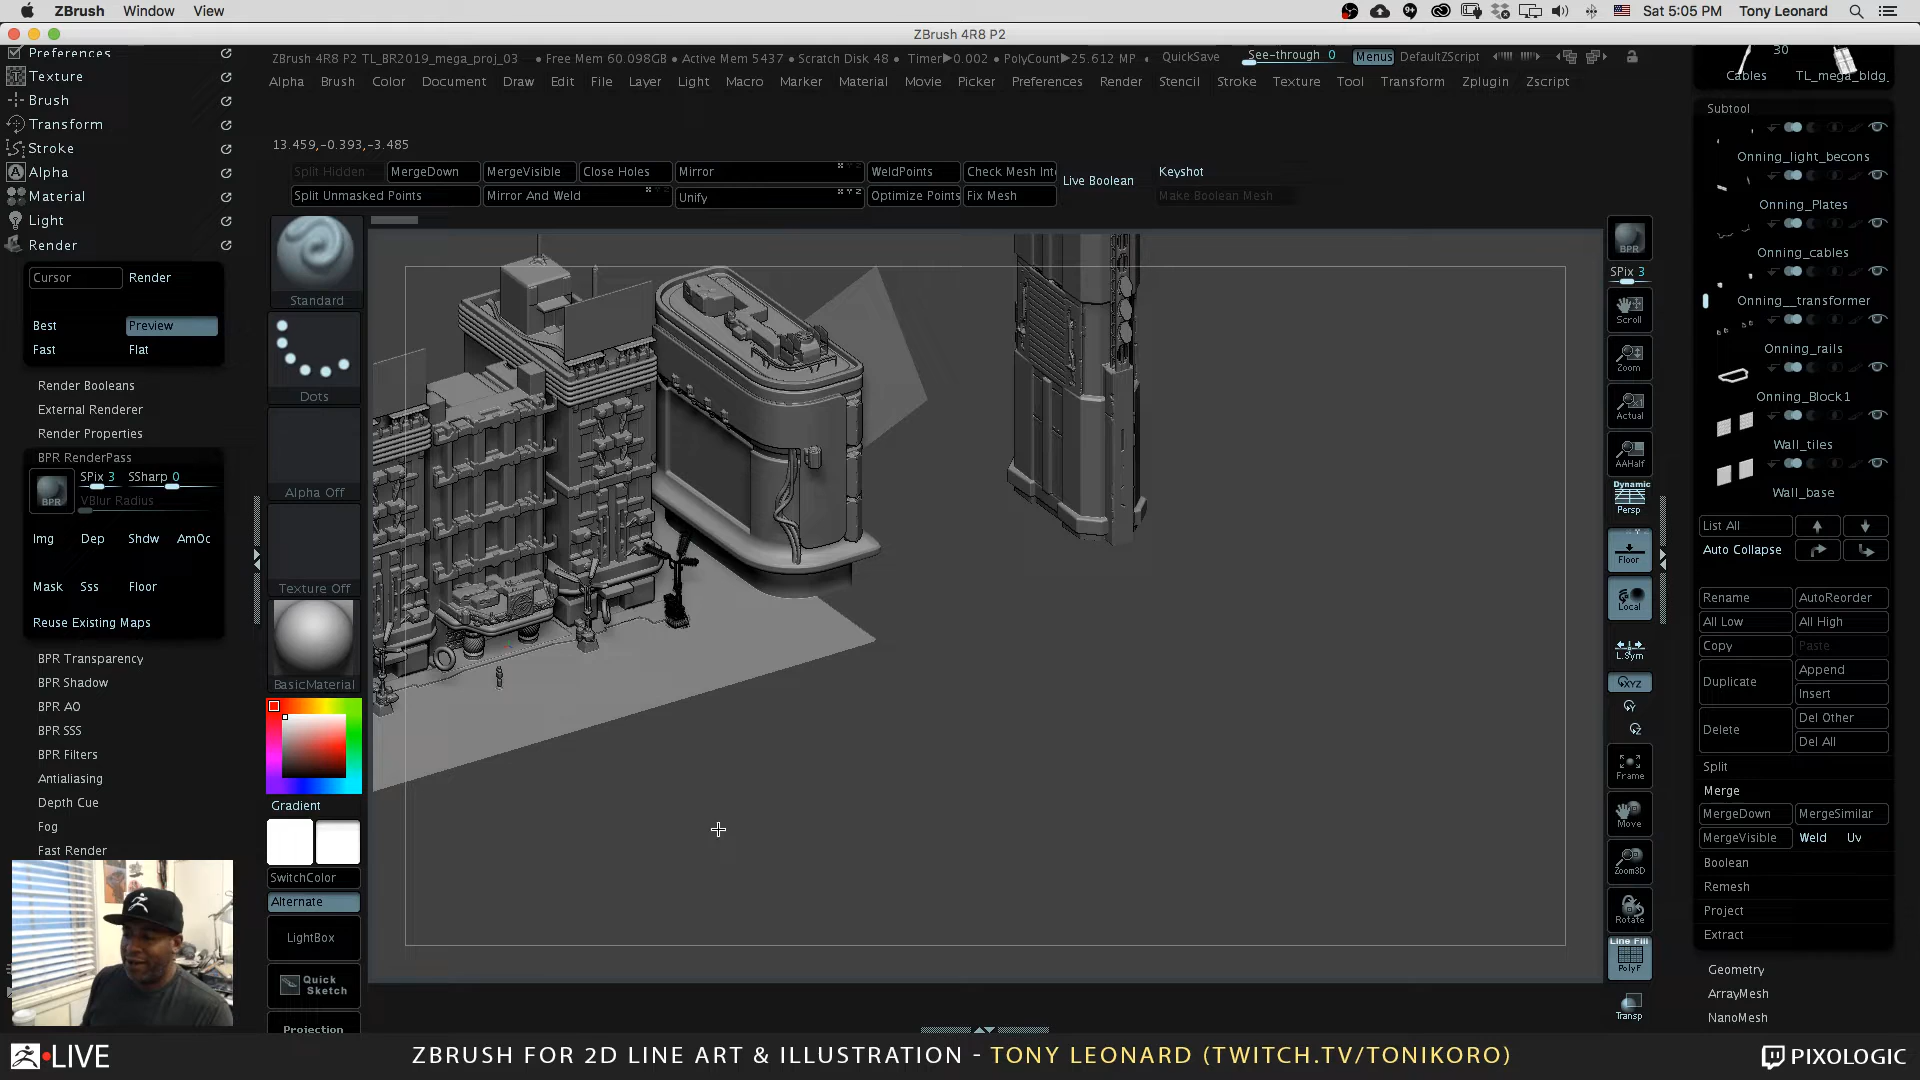 ZBrush Window View
9+
Sat 5:05 PM Tony Leonard
ZBrush 4R8 P2
Preferences
Texture
Brush
Transform
Stroke
Alpha
Material
Light
Render
Cursor Render
Best Preview
Fast Flat
Render Booleans
External Renderer
Render Properties
BPR RenderPass
BPR SPix 3 SSharp 0
VBlur Radius
Img Dep Shdw AmOc
Mask Sss Floor
Reuse Existing Maps
BPR Transparency
BPR Shadow
BPR AO
BPR SSS
BPR Filters
Antialiasing
Depth Cue
Fog
Fast Render
ZBrush 4R8 P2 TL_BR2019_mega_proj_03 • Free Mem 60.098GB • Active Mem 5437 • Scratch Disk 48 • Timer▶0.002 • PolyCount▶25.612 MP QuickSave See-through 0 Menus DefaultZScript
Alpha Brush Color Document Draw Edit File Layer Light Macro Marker Material Movie Picker Preferences Render Stencil Stroke Texture Tool Transform Zplugin Zscript
13.459,-0.393,-3.485
Split Hidden MergeDown MergeVisible Close Holes Mirror WeldPoints Check Mesh Int Live Boolean Keyshot
Split Unmasked Points Mirror And Weld Unify Optimize Points Fix Mesh Make Boolean Mesh
Standard
Dots
Alpha Off
Texture Off
BasicMaterial
Gradient
SwitchColor
Alternate
LightBox
Quick Sketch
Projection
BPR
SPix 3
Scroll
Zoom
Actual
AAHalf
Dynamic
Persp
Floor
Local
L.Sym
XYZ
Y
Z
Frame
Move
Zoom3D
Rotate
Line Fill
PolyF
Transp
30
Cables TL_mega_bldg_
Subtool
Onning_light_becons
Onning_Plates
Onning_cables
Onning__transformer
Onning_rails
Onning_Block1
Wall_tiles
Wall_base
List All
Auto Collapse
Rename AutoReorder
All Low All High
Copy Paste
Duplicate Append
Insert
Delete Del Other
Del All
Split
Merge
MergeDown MergeSimilar
MergeVisible Weld Uv
Boolean
Remesh
Project
Extract
Geometry
ArrayMesh
NanoMesh
LIVE ZBRUSH FOR 2D LINE ART & ILLUSTRATION - TONY LEONARD (TWITCH.TV/TONIKORO) PIXOLOGIC